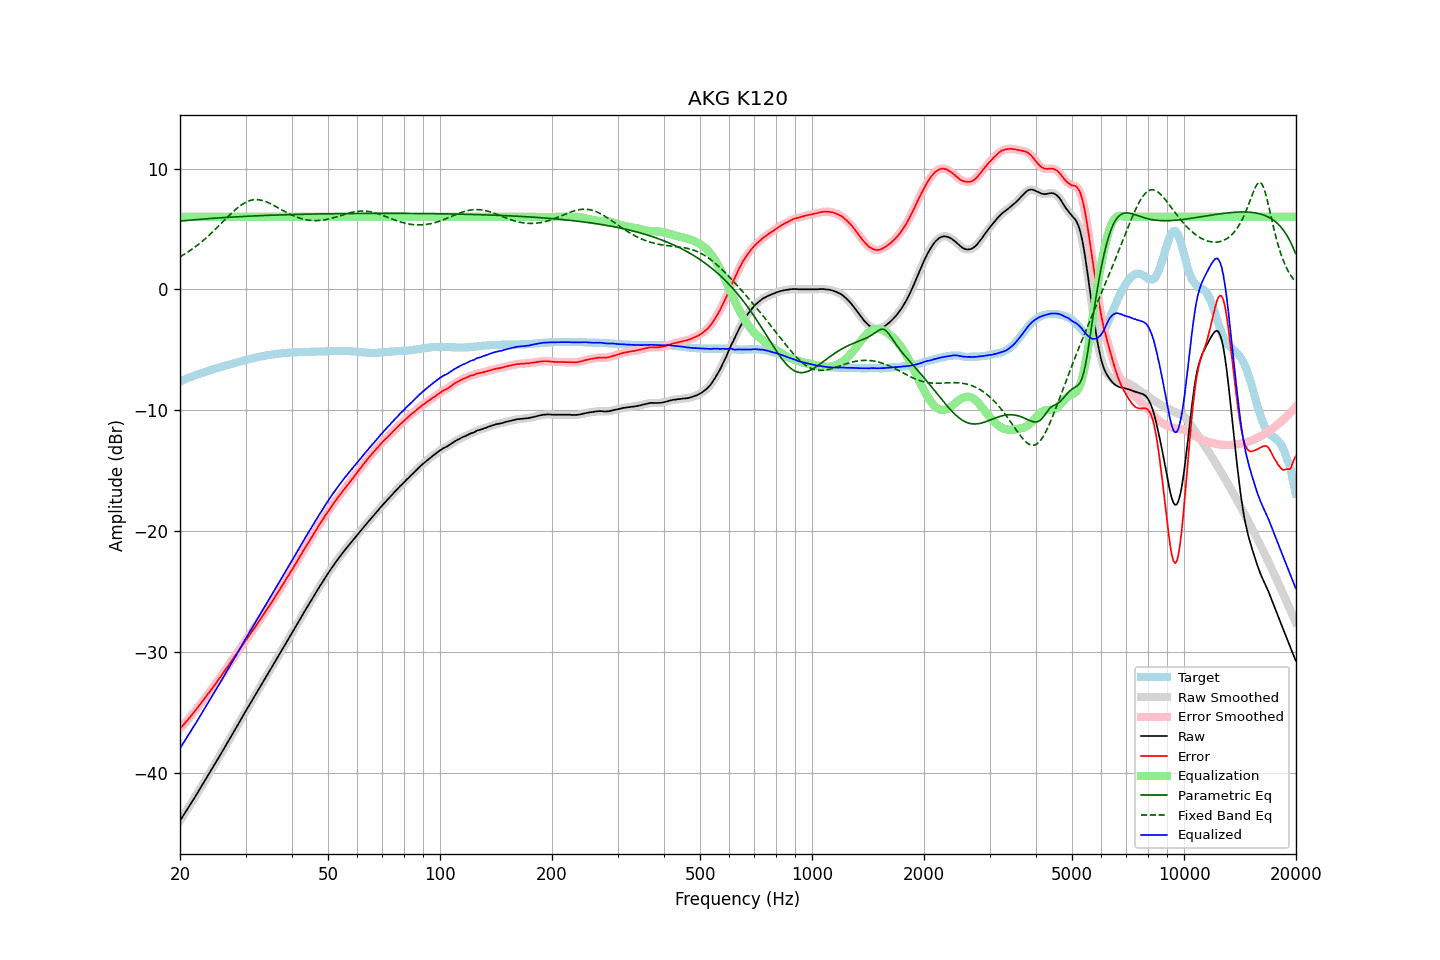 AKG K120
Amplitude (dBr)
10
0
−10
−20
−30
−40
20
50
100
200
500
1000
2000
5000
10000
20000
Frequency (Hz)
Target
Raw Smoothed
Error Smoothed
Raw
Error
Equalization
Parametric Eq
Fixed Band Eq
Equalized